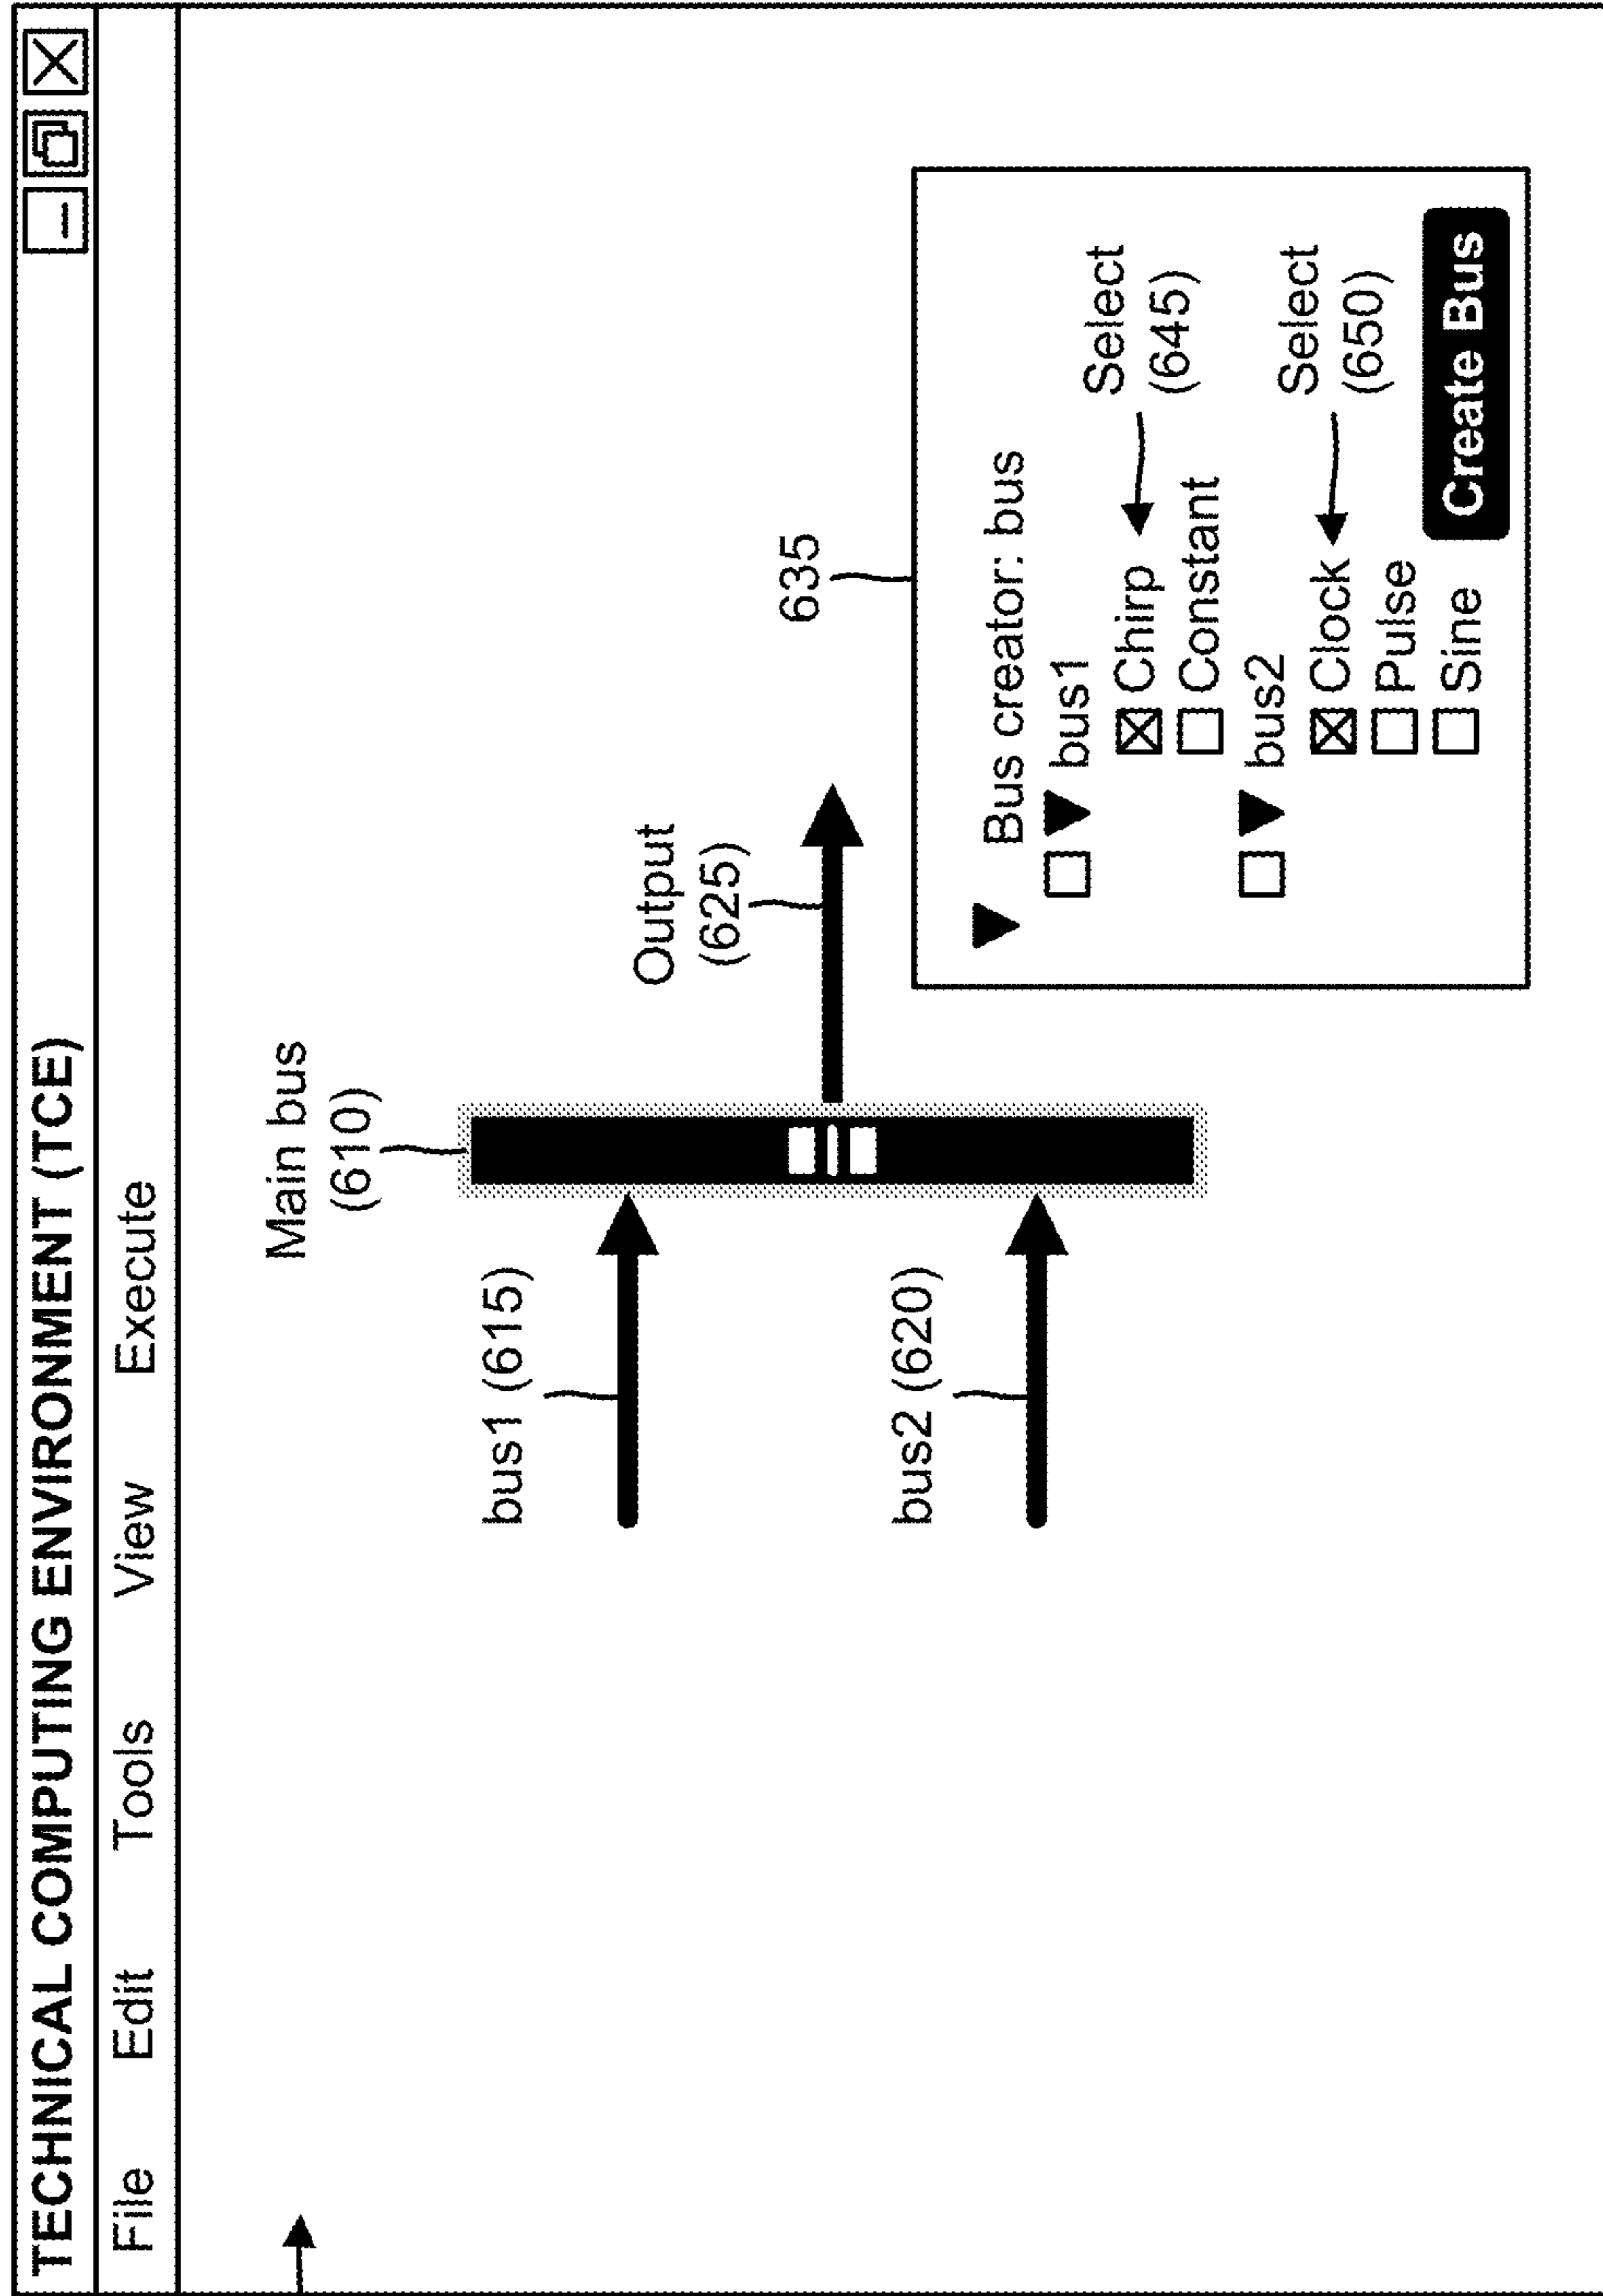 TECHNICAL COMPUTING ENVIRONMENT (TCE)
File Edit Tools View Execute
Main bus
(610)
bus1 (615)
Output
(625)
635
bus2 (620)
Bus creator: bus
bus1
Chirp
Select
(645)
Constant
bus2
Clock
Select
(650)
Pulse
Sine
Create Bus